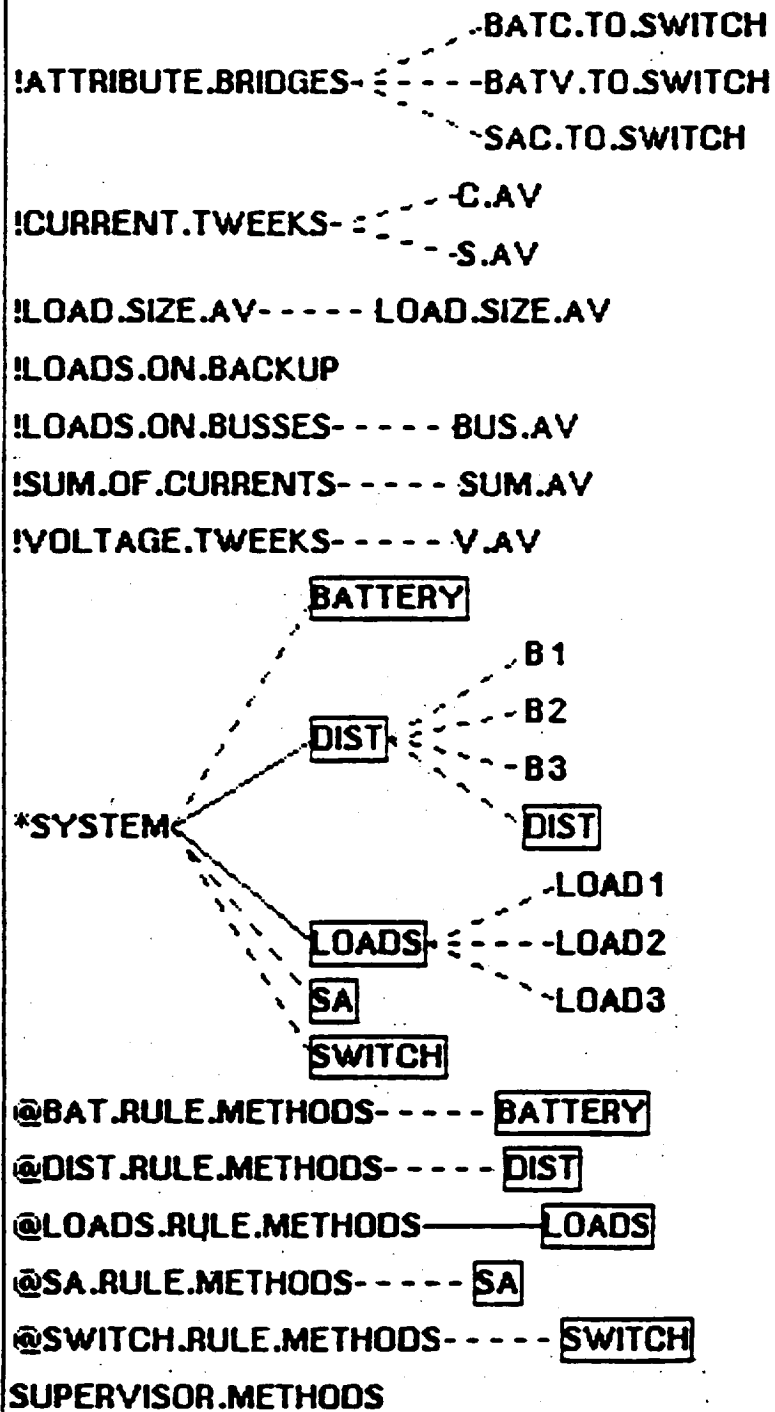 BATC.TO.SWITCH
!ATTRIBUTE.BRIDGES
BATV.TO.SWITCH
SAC.TO.SWITCH
C.AV
!CURRENT.TWEEKS
S.AV
!LOAD.SIZE.AV LOAD.SIZE.AV
!LOADS.ON.BACKUP
!LOADS.ON.BUSSES BUS.AV
!SUM.OF.CURRENTS SUM.AV
!VOLTAGE.TWEEKS V.AV
BATTERY
B1
B2
DIST
B3
*SYSTEM DIST
LOAD1
LOADS LOAD2
SA LOAD3
SWITCH
@BAT.RULE.METHODS BATTERY
@DIST.RULE.METHODS DIST
@LOADS.RULE.METHODS LOADS
@SA.RULE.METHODS SA
@SWITCH.RULE.METHODS SWITCH
SUPERVISOR.METHODS